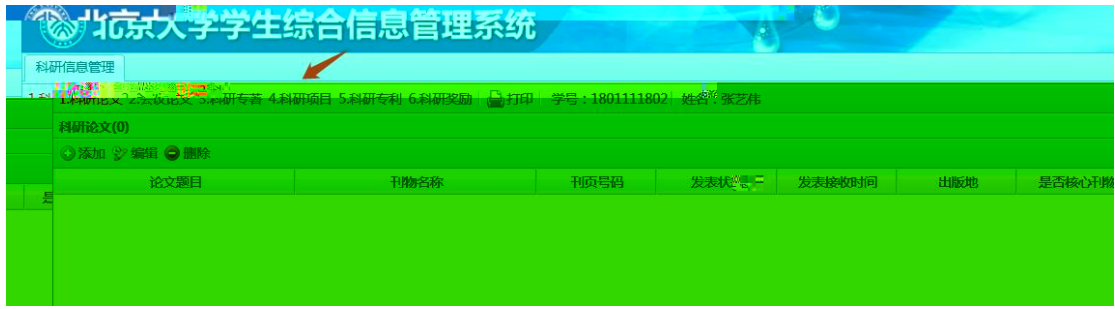 北京大学学生综合信息管理系统
科研信息管理
1.科研论文 2.会议论文 3.科研专著 4.科研项目 5.科研专利 6.科研奖励 打印 学号：1801111802 姓名：张艺伟
科研论文(0)
添加 编辑 删除
论文题目 刊物名称 刊页号码 发表状 发表接收时间 出版地 是否核心刊物